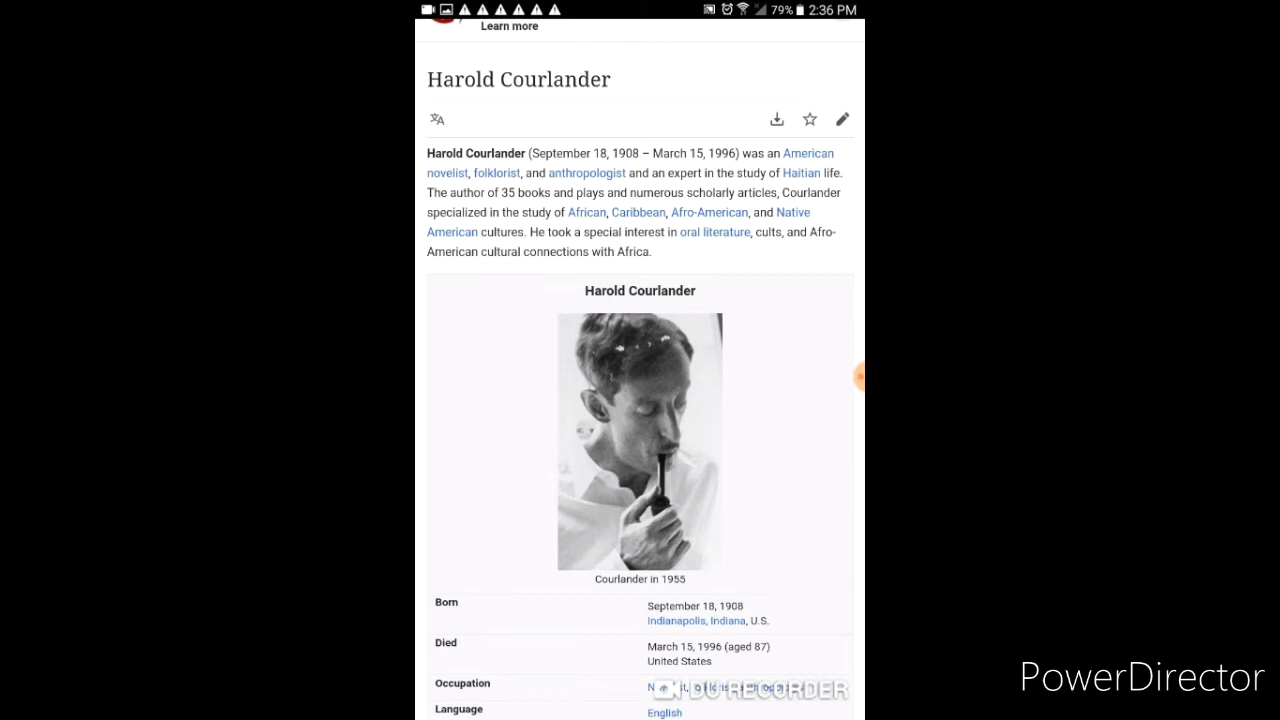 79% 2:36 PM
Learn more
Harold Courlander
Harold Courlander (September 18, 1908 – March 15, 1996) was an American
novelist, folklorist, and anthropologist and an expert in the study of Haitian life.
The author of 35 books and plays and numerous scholarly articles, Courlander
specialized in the study of African, Caribbean, Afro-American, and Native
American cultures. He took a special interest in oral literature, cults, and Afro-
American cultural connections with Africa.
Harold Courlander
Courlander in 1955
Born
September 18, 1908
Indianapolis, Indiana, U.S.
Died
March 15, 1996 (aged 87)
United States
Occupation
DU RECORDER
Language
English
PowerDirector